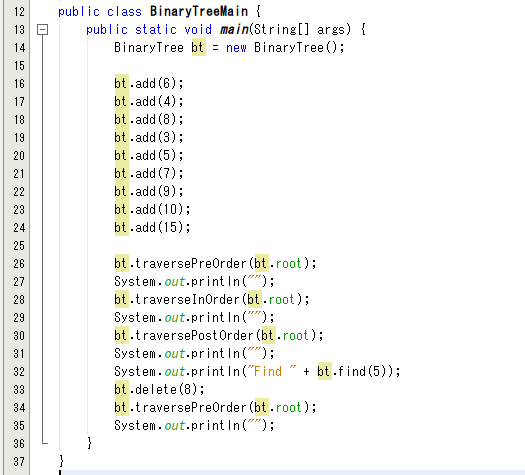 12 public class BinaryTreeMain {
13     public static void main(String[] args) {
14         BinaryTree bt = new BinaryTree();
15
16         bt.add(6);
17         bt.add(4);
18         bt.add(8);
19         bt.add(3);
20         bt.add(5);
21         bt.add(7);
22         bt.add(9);
23         bt.add(10);
24         bt.add(15);
25
26         bt.traversePreOrder(bt.root);
27         System.out.println("");
28         bt.traverseInOrder(bt.root);
29         System.out.println("");
30         bt.traversePostOrder(bt.root);
31         System.out.println("");
32         System.out.println("Find " + bt.find(5));
33         bt.delete(8);
34         bt.traversePreOrder(bt.root);
35         System.out.println("");
36     }
37 }